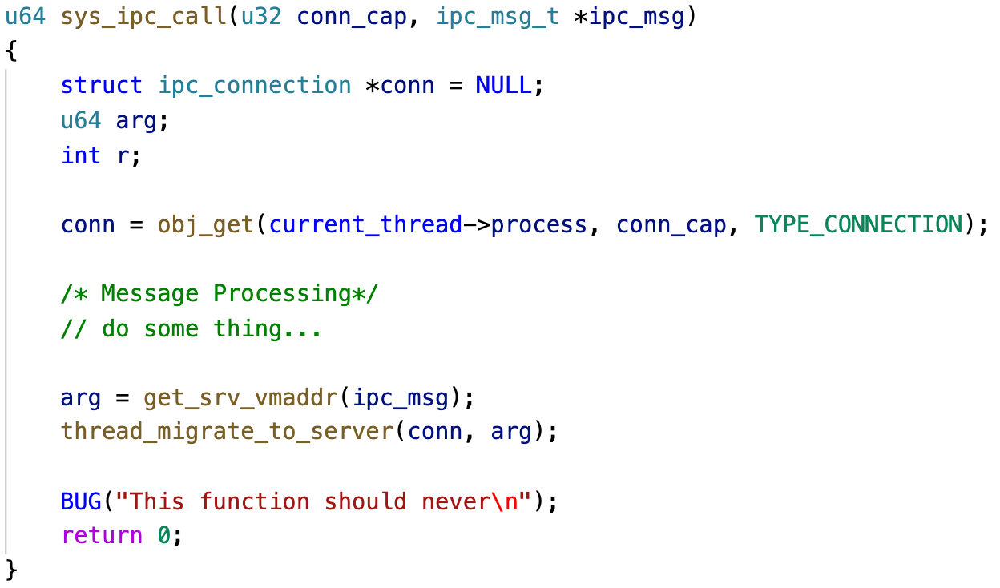 u64 sys_ipc_call(u32 conn_cap, ipc_msg_t *ipc_msg)
{
    struct ipc_connection *conn = NULL;
    u64 arg;
    int r;

    conn = obj_get(current_thread->process, conn_cap, TYPE_CONNECTION);

    /* Message Processing*/
    // do some thing...

    arg = get_srv_vmaddr(ipc_msg);
    thread_migrate_to_server(conn, arg);

    BUG("This function should never\n");
    return 0;
}